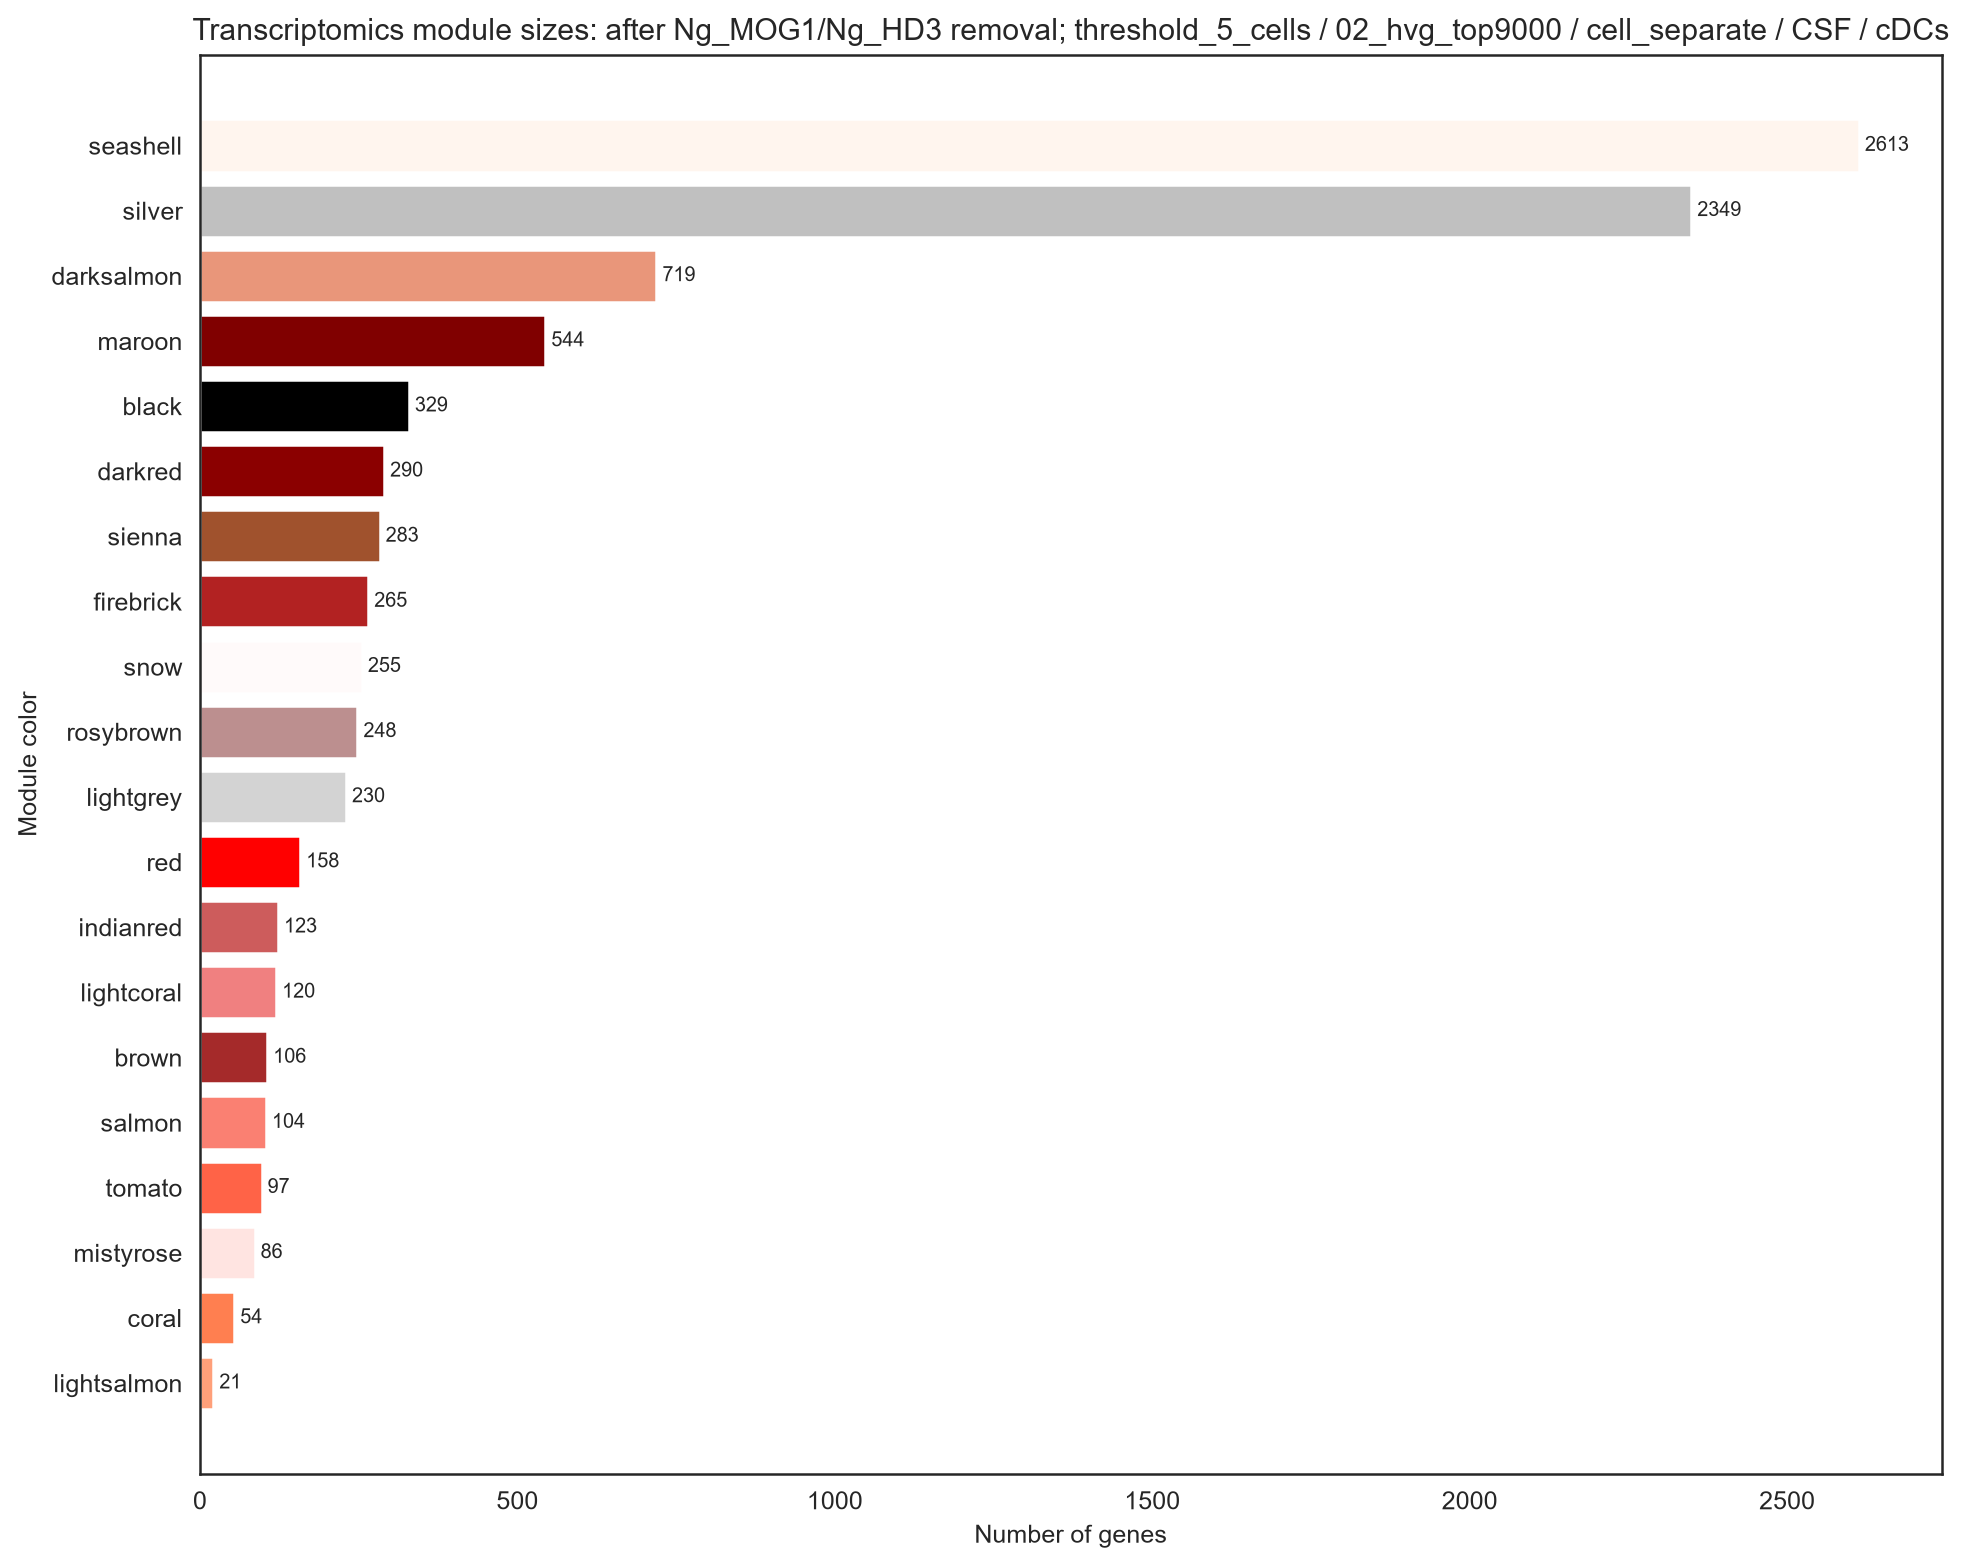 Transcriptomics module sizes: after Ng_MOG1/Ng_HD3 removal; threshold_5_cells / 02_hvg_top9000 / cell_separate / CSF / cDCs
Module color
seashell 2613
silver 2349
darksalmon 719
maroon 544
black 329
darkred 290
sienna 283
firebrick 265
snow 255
rosybrown 248
lightgrey 230
red 158
indianred 123
lightcoral 120
brown 106
salmon 104
tomato 97
mistyrose 86
coral 54
lightsalmon 21
0 500 1000 1500 2000 2500
Number of genes